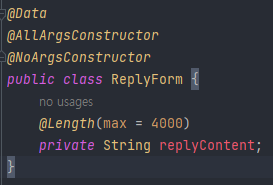 @Data
@AllArgsConstructor
@NoArgsConstructor
public class ReplyForm {
no usages
@Length(max = 4000)
private String replyContent;
}